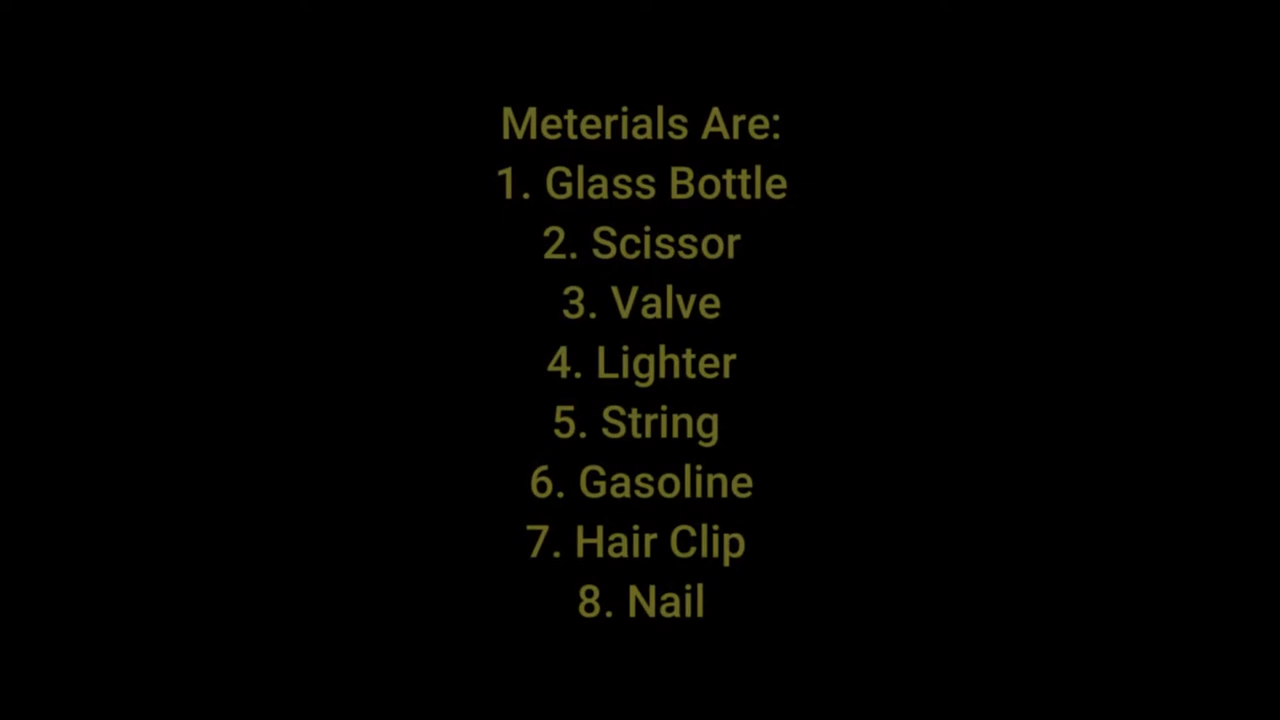 Meterials Are:
1. Glass Bottle
2. Scissor
3. Valve
4. Lighter
5. String
6. Gasoline
7. Hair Clip
8. Nail